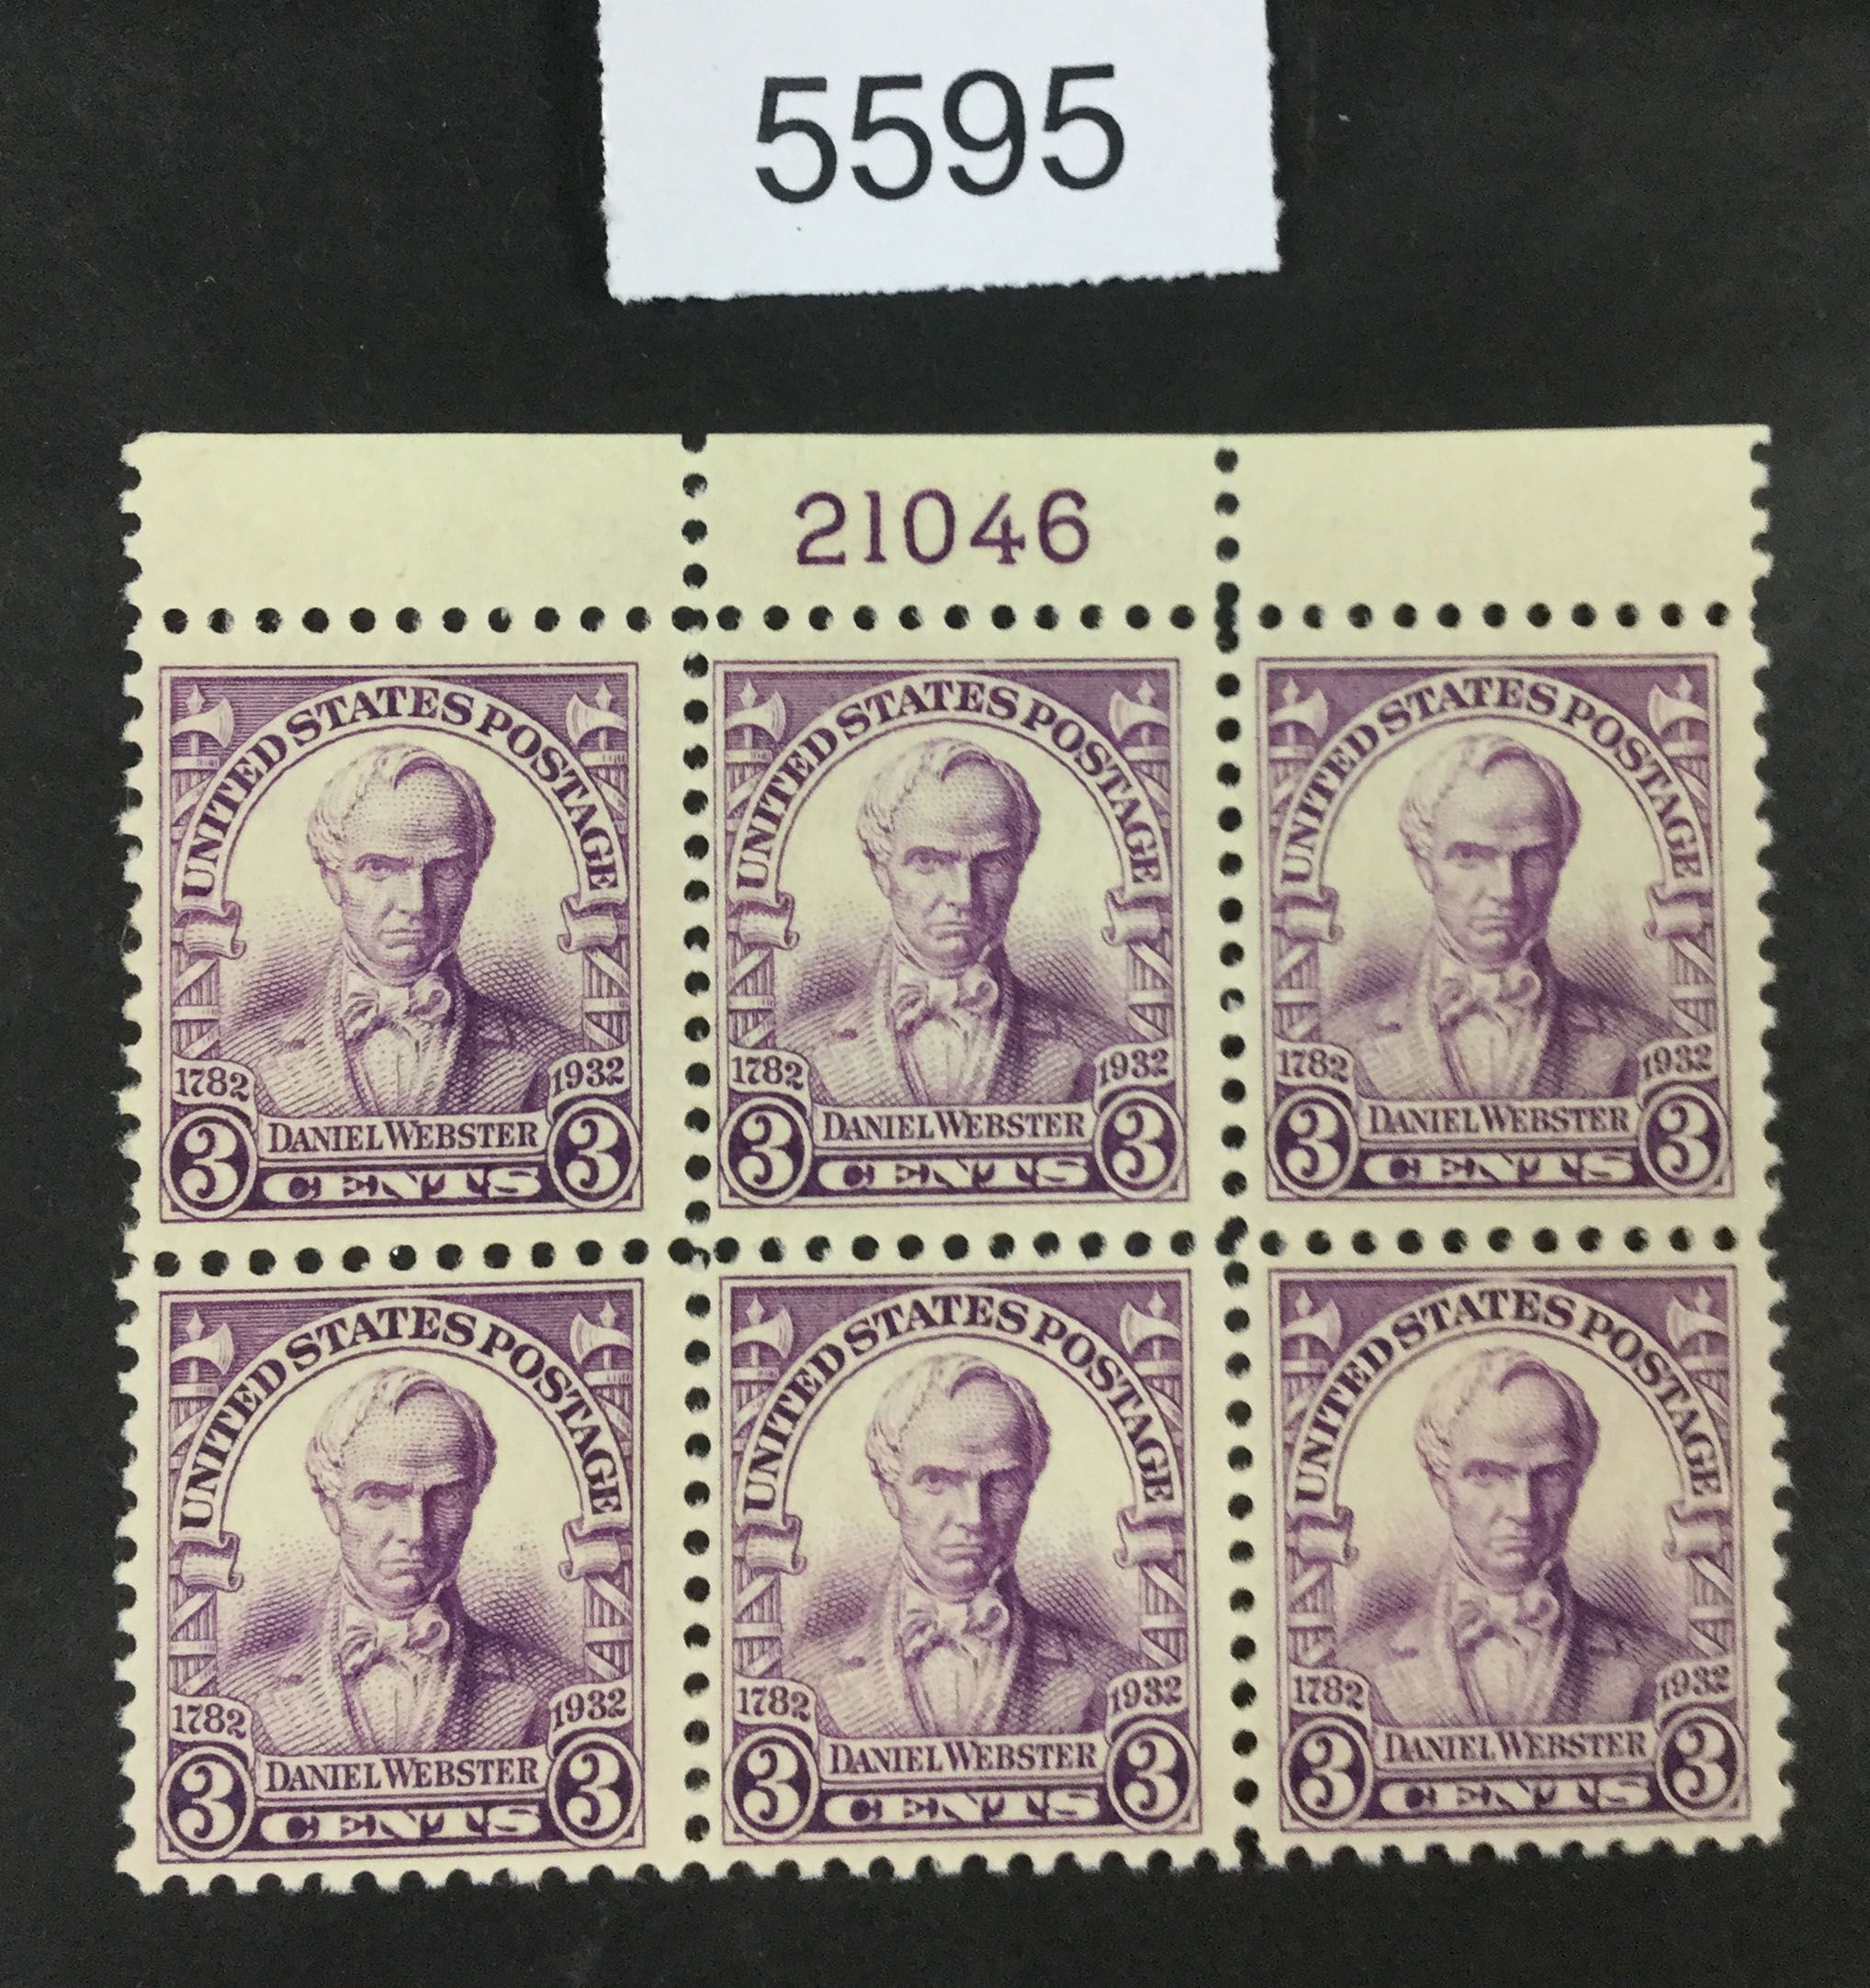 5595
21046
UNITED STATES POSTAGE
1782 1932
3 DANIEL WEBSTER 3
CENTS
UNITED STATES POSTAGE
1782 1932
3 DANIEL WEBSTER 3
CENTS
UNITED STATES POSTAGE
1782 1932
3 DANIEL WEBSTER 3
CENTS
UNITED STATES POSTAGE
1782 1932
3 DANIEL WEBSTER 3
CENTS
UNITED STATES POSTAGE
1782 1932
3 DANIEL WEBSTER 3
CENTS
UNITED STATES POSTAGE
1782 1932
3 DANIEL WEBSTER 3
CENTS